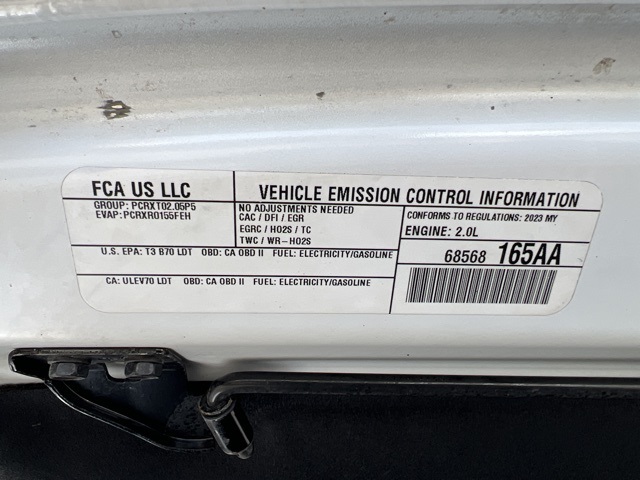 FCA US LLC
GROUP: PCRXT02.05P5
EVAP: PCRXR0155FEH
VEHICLE EMISSION CONTROL INFORMATION
NO ADJUSTMENTS NEEDED
CAC / DFI / EGR
EGRC / HO2S / TC
TWC / WR-HO2S
CONFORMS TO REGULATIONS: 2023 MY
ENGINE: 2.0L
U.S. EPA: T3 B70 LDT OBD: CA OBD II FUEL: ELECTRICITY/GASOLINE
68568 165AA
CA: ULEV70 LDT OBD: CA OBD II FUEL: ELECTRICITY/GASOLINE